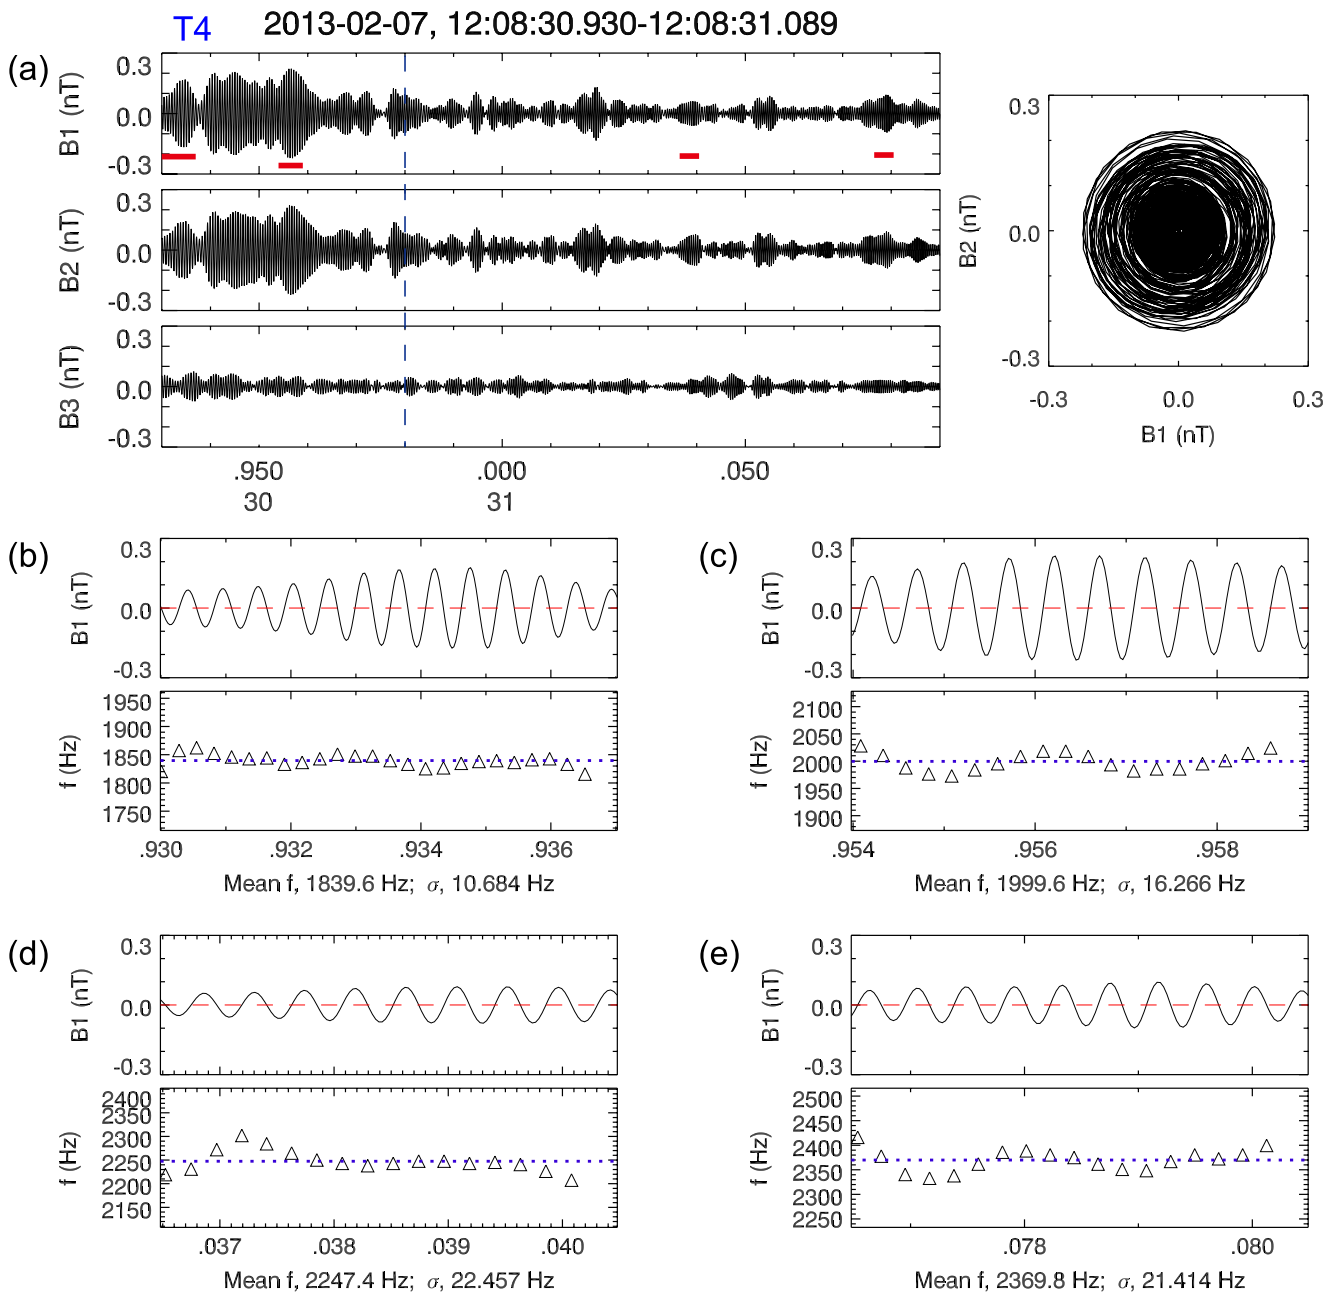 T4 2013-02-07, 12:08:30.930-12:08:31.089
(a)
B1 (nT)
0.3
0.0
-0.3
B2 (nT)
0.3
0.0
-0.3
B3 (nT)
0.3
0.0
-0.3
.950 .000 .050
30 31
B2 (nT)
0.3
0.0
-0.3
-0.3 0.0 0.3
B1 (nT)
(b)
B1 (nT)
0.3
0.0
-0.3
f (Hz)
1950
1900
1850
1800
1750
.930 .932 .934 .936
Mean f, 1839.6 Hz; σ, 10.684 Hz
(c)
B1 (nT)
0.3
0.0
-0.3
f (Hz)
2100
2050
2000
1950
1900
.954 .956 .958
Mean f, 1999.6 Hz; σ, 16.266 Hz
(d)
B1 (nT)
0.3
0.0
-0.3
f (Hz)
2400
2350
2300
2250
2200
2150
.037 .038 .039 .040
Mean f, 2247.4 Hz; σ, 22.457 Hz
(e)
B1 (nT)
0.3
0.0
-0.3
f (Hz)
2500
2450
2400
2350
2300
2250
.078 .080
Mean f, 2369.8 Hz; σ, 21.414 Hz